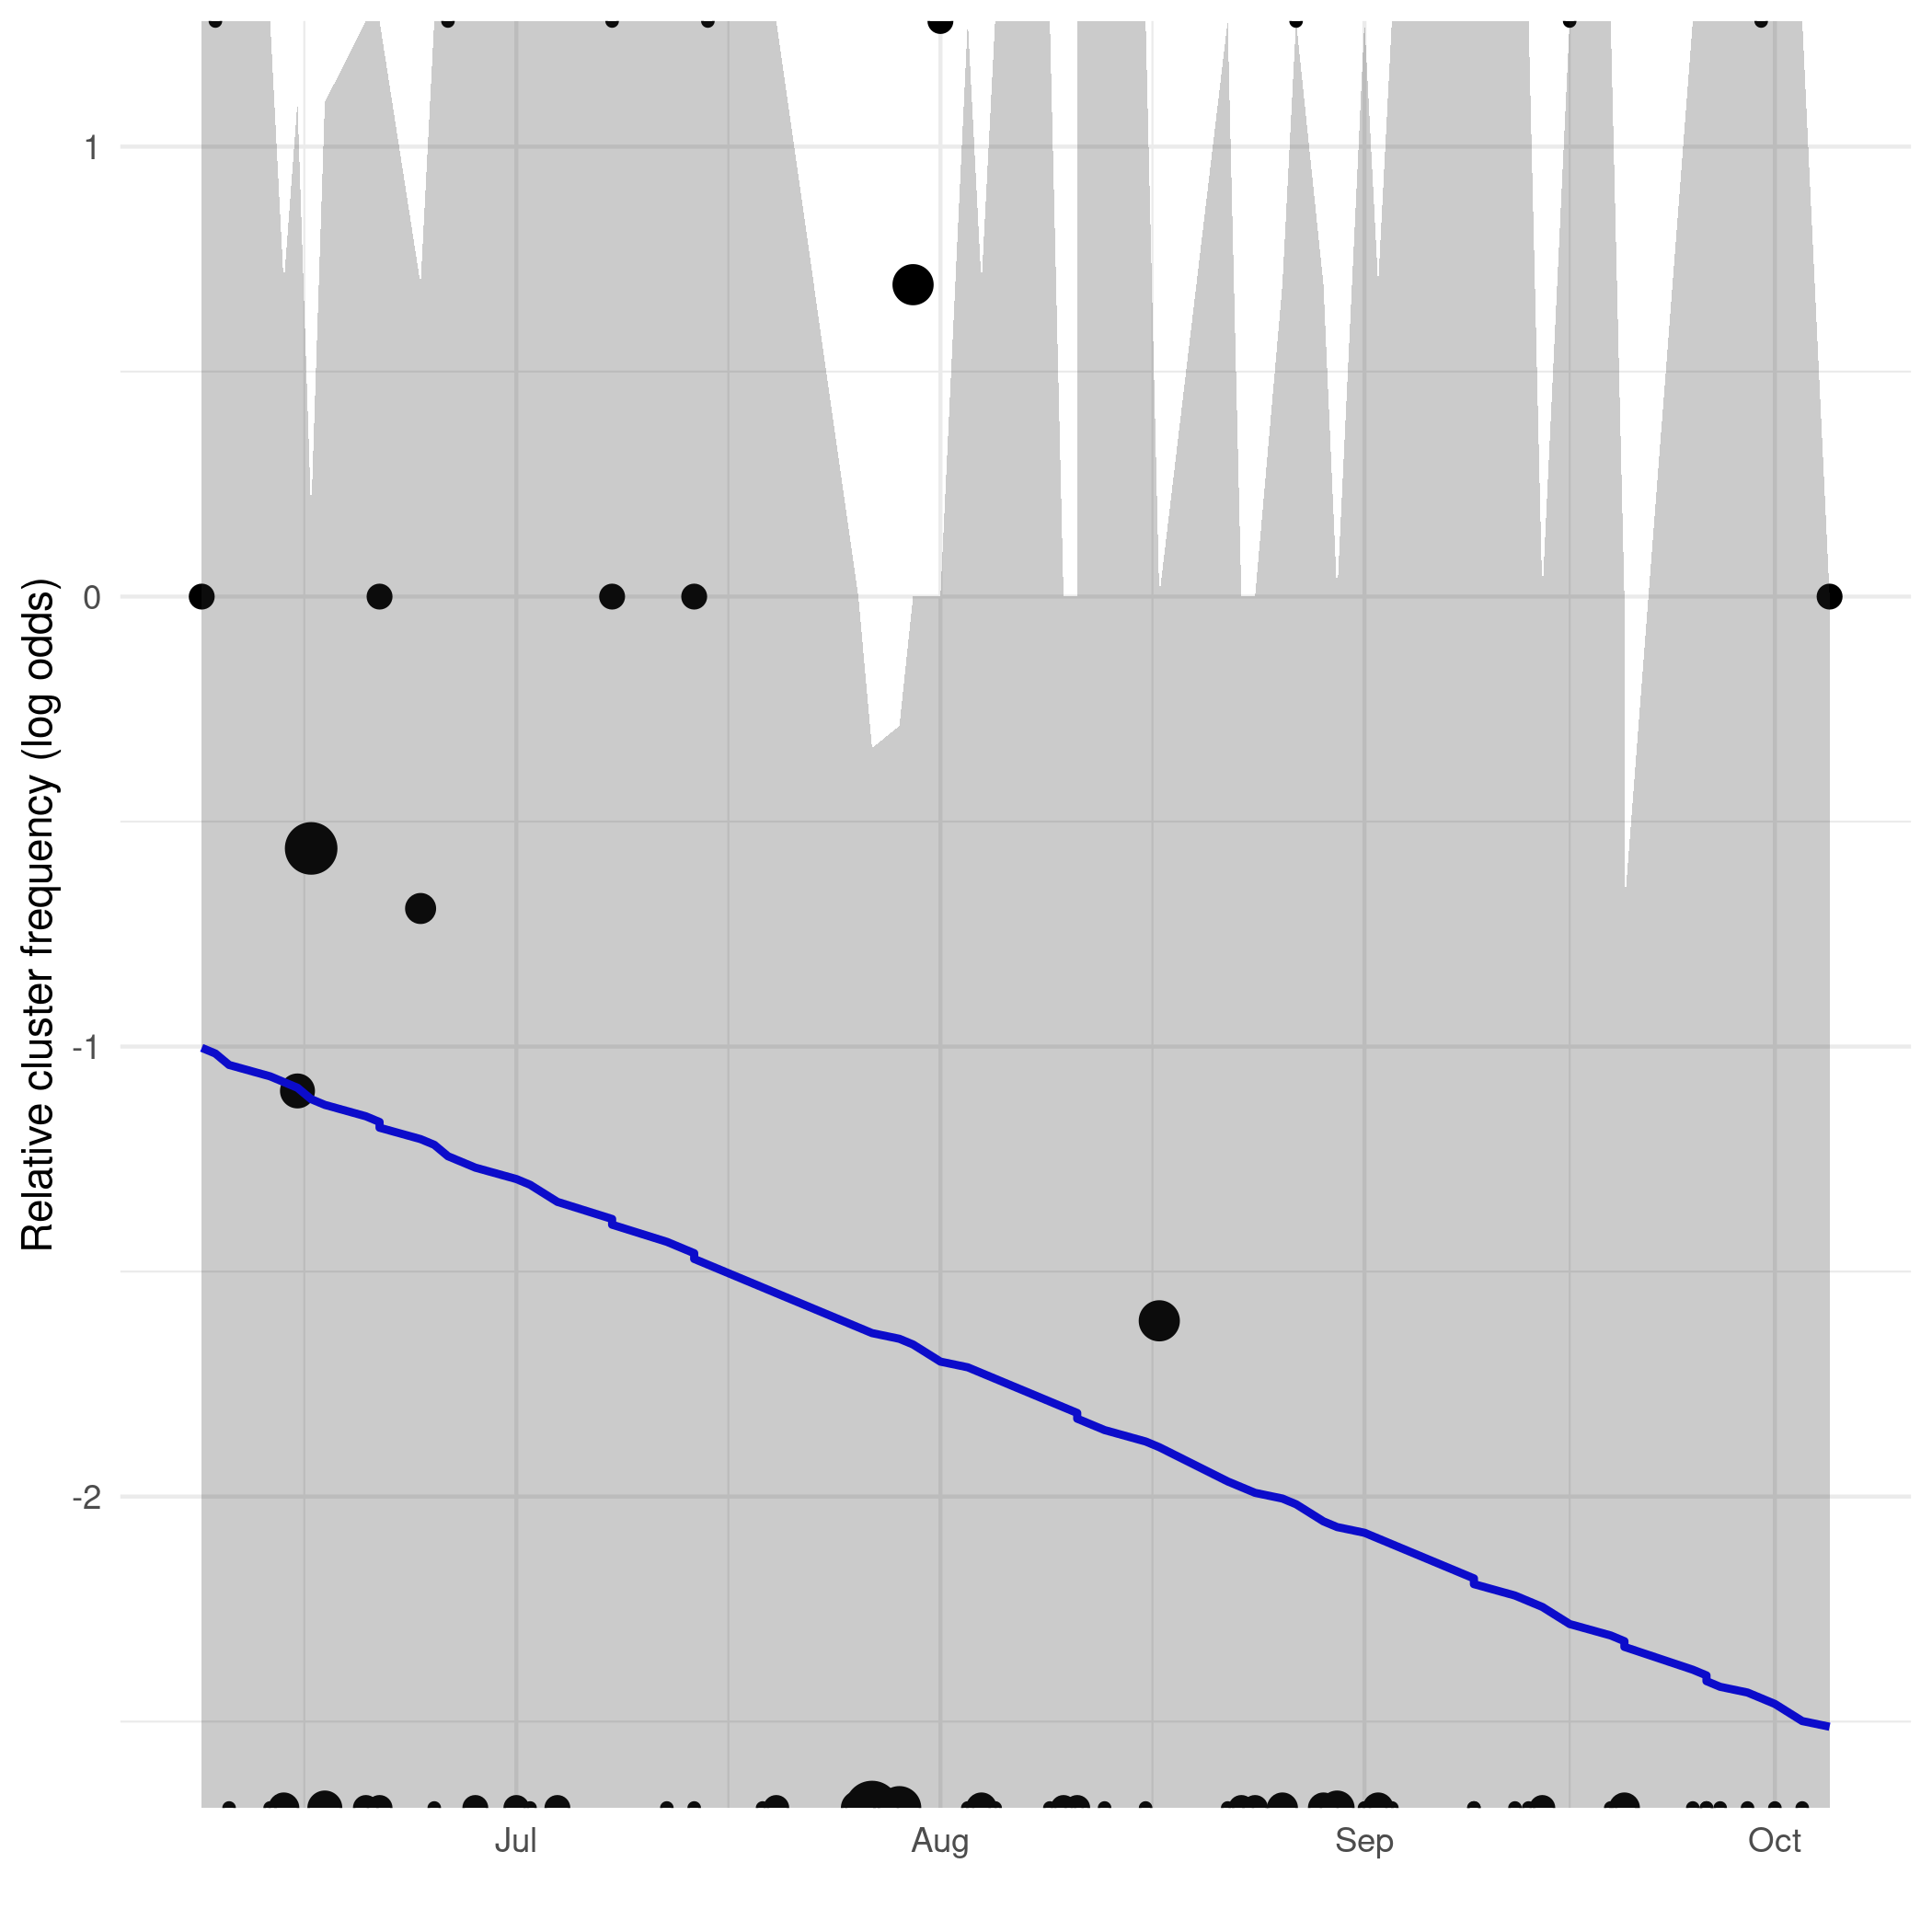 Relative cluster frequency (log odds)
1
0
-1
-2
Jul
Aug
Sep
Oct